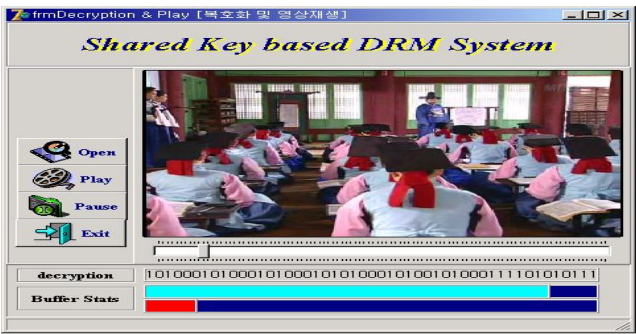 frmDecryption & Play [복호화 및 영상재생]
Shared Key based DRM System
Open
Play
Pause
Exit
decryption 1010001010001010001010100010100101000111101010111
Buffer Stats